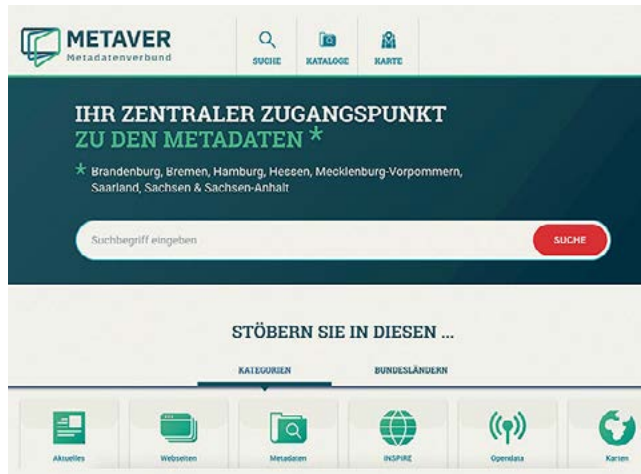 METAVER
Metadatenverbund
SUCHE
KATALOGE
KARTE
IHR ZENTRALER ZUGANGSPUNKT
ZU DEN METADATEN *
* Brandenburg, Bremen, Hamburg, Hessen, Mecklenburg-Vorpommern,
Saarland, Sachsen & Sachsen-Anhalt
Suchbegriff eingeben
SUCHE
STÖBERN SIE IN DIESEN ...
KATEGORIEN
BUNDESLÄNDERN
Aktuelles
Webseiten
Metadaten
INSPIRE
Opendata
Karten